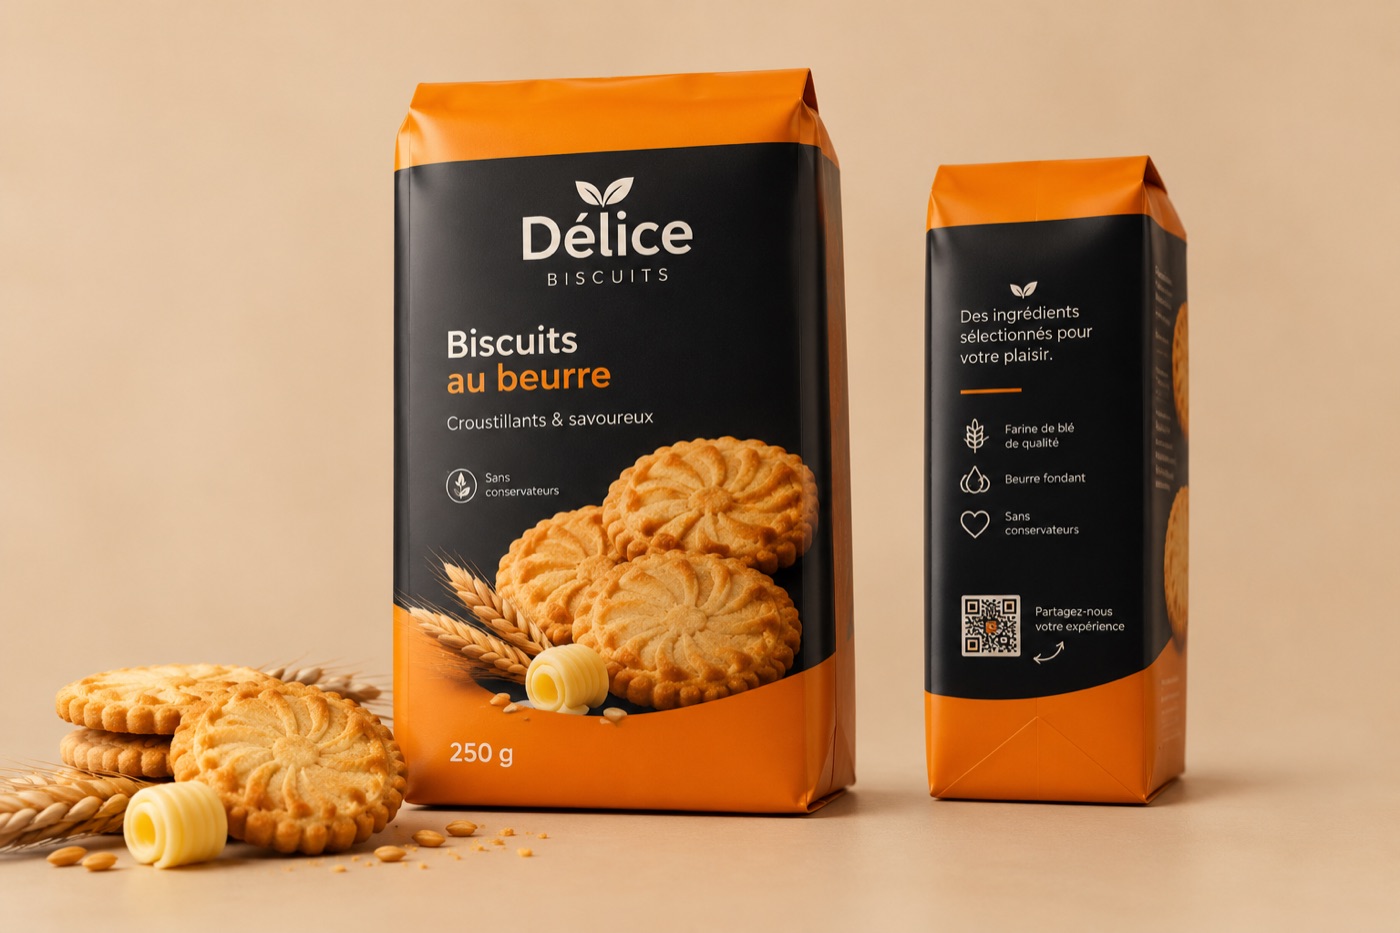 Délice
BISCUITS
Biscuits
au beurre
Croustillants & savoureux
Sans
conservateurs
250 g
Des ingrédients
sélectionnés pour
votre plaisir.
Farine de blé
de qualité
Beurre fondant
Sans
conservateurs
Partagez-nous
votre expérience